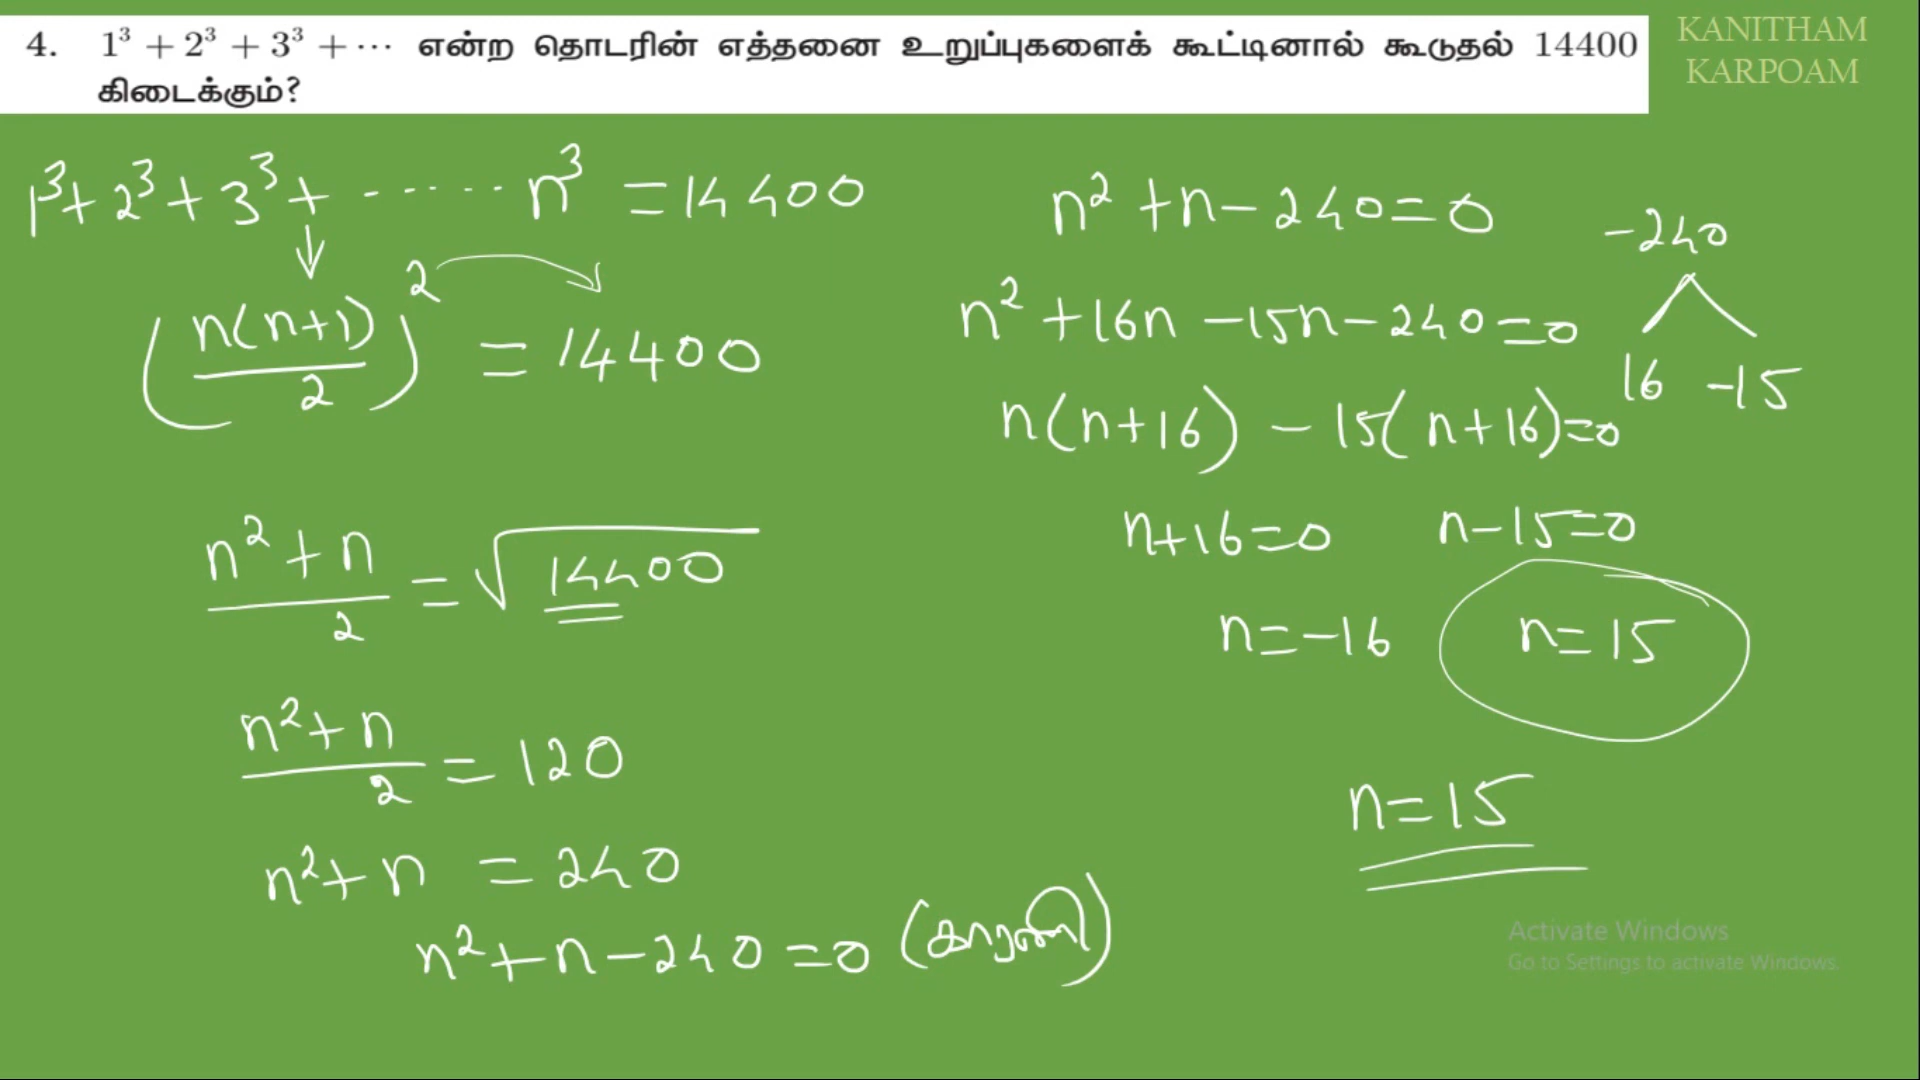 4. 1³ + 2³ + 3³ + ··· என்ற தொடரின் எத்தனை உறுப்புகளைக் கூட்டினால் கூடுதல் 14400
கிடைக்கும்?
KANITHAM
KARPOAM
1³ + 2³ + 3³ + ...... n³ = 14400
(n(n+1)/2)² = 14400
(n² + n)/2 = √14400
(n² + n)/2 = 120
n² + n = 240
n² + n - 240 = 0 (காரணி)
n² + n - 240 = 0
-240
16 -15
n² + 16n - 15n - 240 = 0
n(n+16) - 15(n+16) = 0
n+16=0 n-15=0
n=-16 n=15
n=15
Activate Windows
Go to Settings to activate Windows.